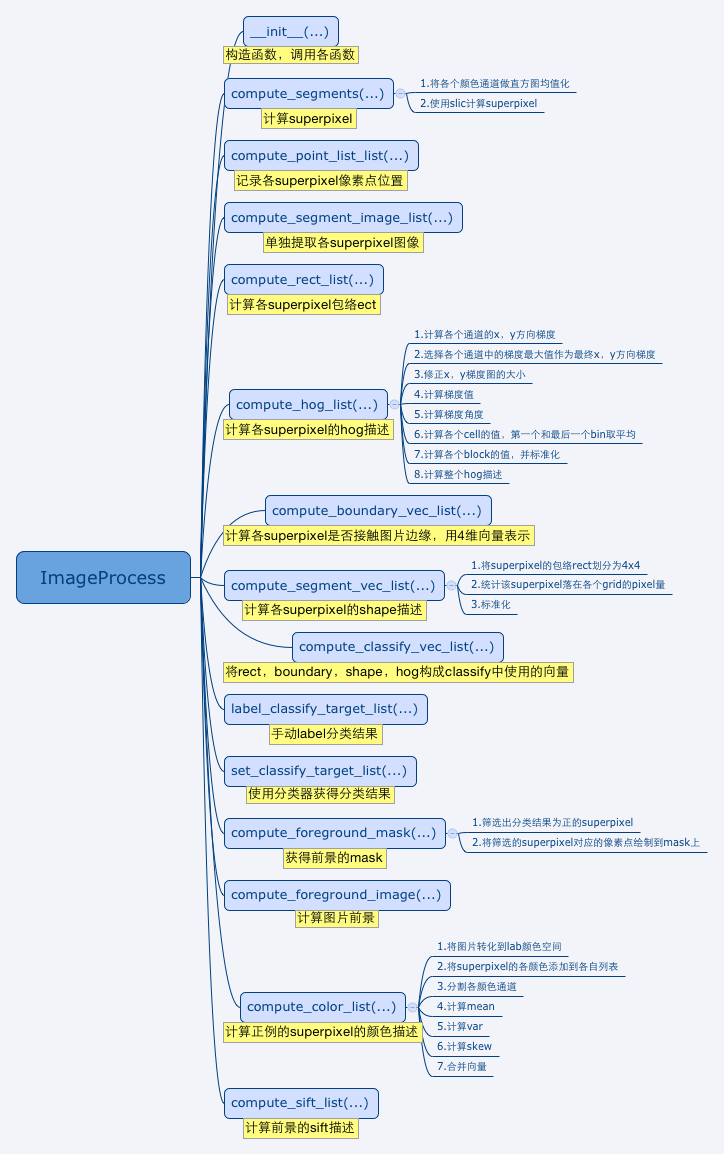 __init__(...)
构造函数，调用各函数
compute_segments(...)
1.将各个颜色通道做直方图均值化
2.使用slic计算superpixel
计算superpixel
compute_point_list_list(...)
记录各superpixel像素点位置
compute_segment_image_list(...)
单独提取各superpixel图像
compute_rect_list(...)
计算各superpixel包络ect
compute_hog_list(...)
计算各superpixel的hog描述
1.计算各个通道的x，y方向梯度
2.选择各个通道中的梯度最大值作为最终x，y方向梯度
3.修正x，y梯度图的大小
4.计算梯度值
5.计算梯度角度
6.计算各个cell的值，第一个和最后一个bin取平均
7.计算各个block的值，并标准化
8.计算整个hog描述
compute_boundary_vec_list(...)
计算各superpixel是否接触图片边缘，用4维向量表示
ImageProcess
compute_segment_vec_list(...)
计算各superpixel的shape描述
1.将superpixel的包络rect划分为4x4
2.统计该superpixel落在各个grid的pixel量
3.标准化
compute_classify_vec_list(...)
将rect，boundary，shape，hog构成classify中使用的向量
label_classify_target_list(...)
手动label分类结果
set_classify_target_list(...)
使用分类器获得分类结果
compute_foreground_mask(...)
获得前景的mask
1.筛选出分类结果为正的superpixel
2.将筛选的superpixel对应的像素点绘制到mask上
compute_foreground_image(...)
计算图片前景
compute_color_list(...)
计算正例的superpixel的颜色描述
1.将图片转化到lab颜色空间
2.将superpixel的各颜色添加到各自列表
3.分割各颜色通道
4.计算mean
5.计算var
6.计算skew
7.合并向量
compute_sift_list(...)
计算前景的sift描述